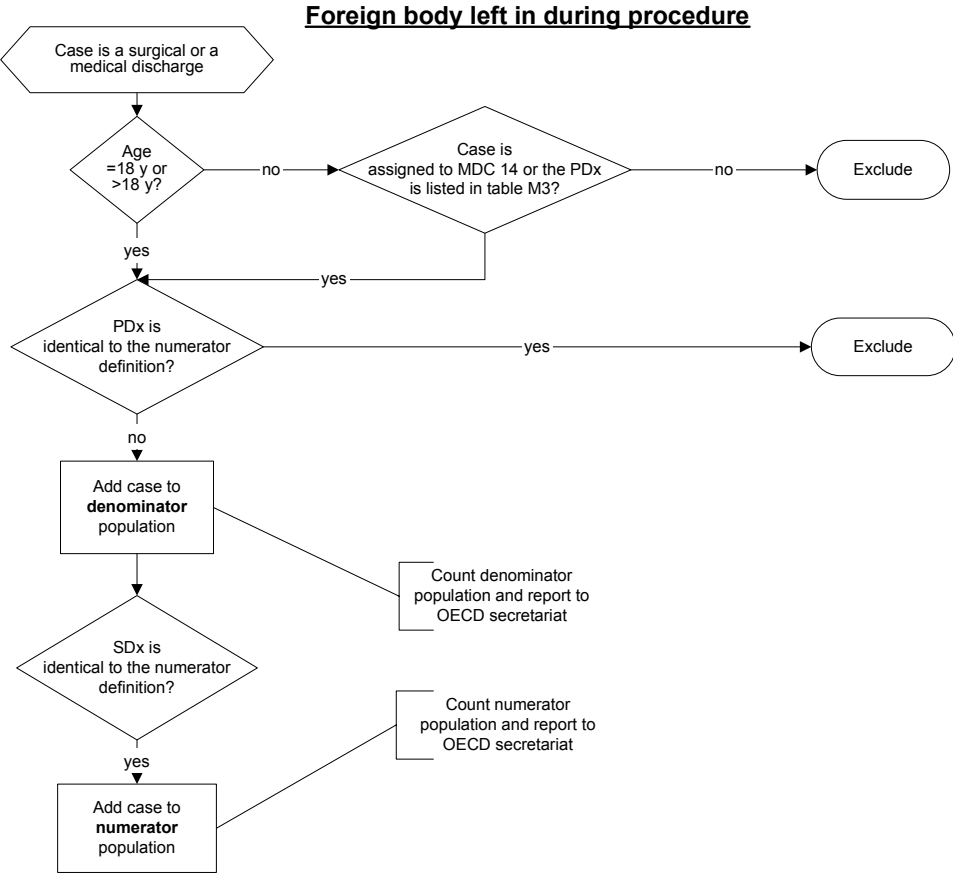 Foreign body left in during procedure
Case is a surgical or a
medical discharge
Age
=18 y or
>18 y?
no
Case is
assigned to MDC 14 or the PDx
is listed in table M3?
no
Exclude
yes
yes
PDx is
identical to the numerator
definition?
yes
Exclude
no
Add case to
denominator
population
Count denominator
population and report to
OECD secretariat
SDx is
identical to the numerator
definition?
Count numerator
population and report to
OECD secretariat
yes
Add case to
numerator
population